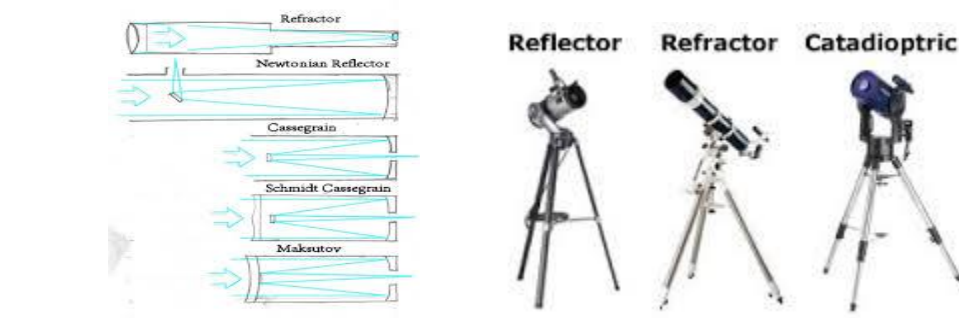 Refractor
Newtonian Reflector
Cassegrain
Schmidt Cassegrain
Maksutov
Reflector Refractor Catadioptric